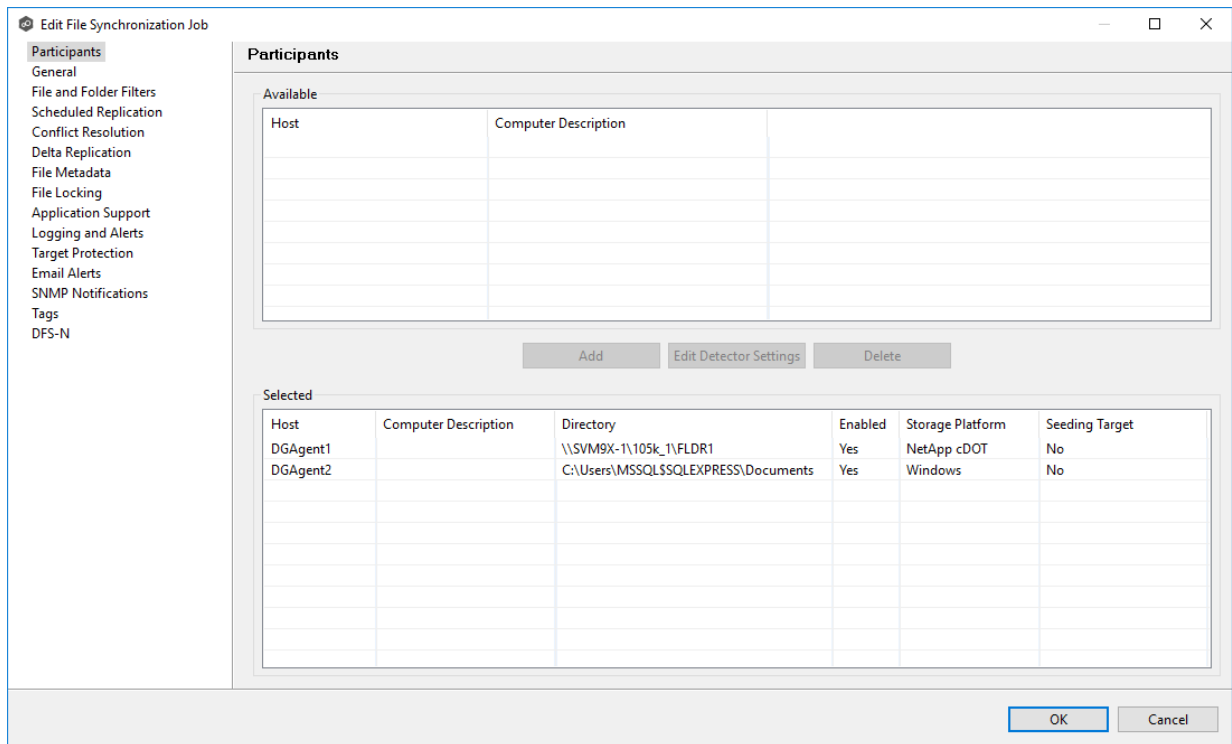 Edit File Synchronization Job
Participants
General
File and Folder Filters
Scheduled Replication
Conflict Resolution
Delta Replication
File Metadata
File Locking
Application Support
Logging and Alerts
Target Protection
Email Alerts
SNMP Notifications
Tags
DFS-N
Participants
Available
Host Computer Description
Add Edit Detector Settings Delete
Selected
Host Computer Description Directory Enabled Storage Platform Seeding Target
DGAgent1 \\SVM9X-1\105k_1\FLDR1 Yes NetApp cDOT No
DGAgent2 C:\Users\MSSQL$SQLEXPRESS\Documents Yes Windows No
OK Cancel